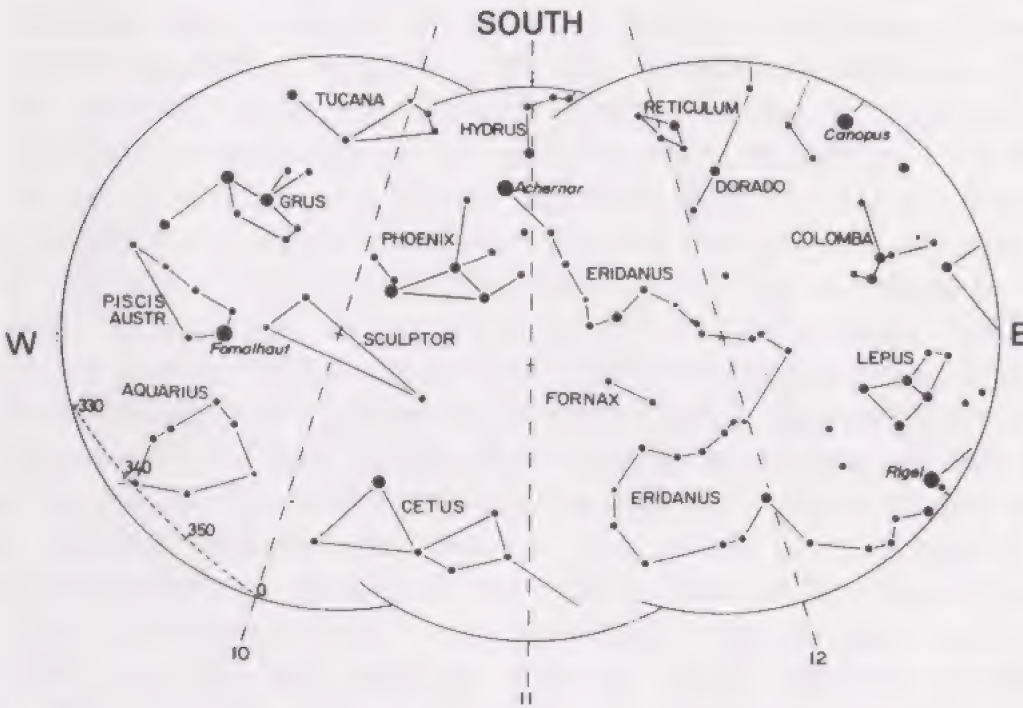 SOUTH
TUCANA
HYDRUS
RETICULUM
Canopus
Achernar
DORADO
GRUS
PHOENIX
COLOMBA
ERIDANUS
PISCIS
AUSTR.
W
Fomalhaut
SCULPTOR
E
LEPUS
AQUARIUS
FORNAX
330
340
Rigel
CETUS
ERIDANUS
350
0
10
12
11